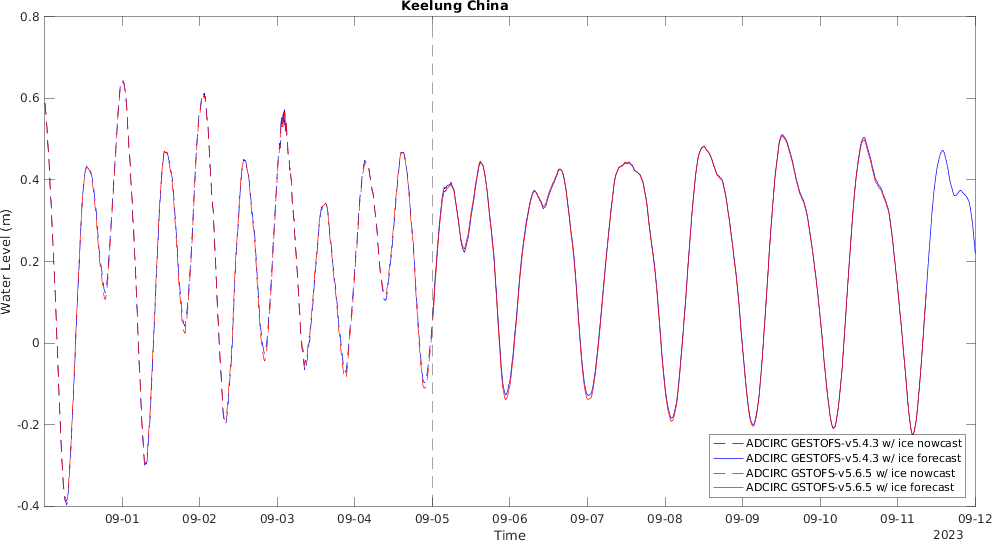 Keelung China
0.8
0.6
0.4
0.2
0
-0.2
-0.4
Water Level (m)
09-01 09-02 09-03 09-04 09-05 09-06 09-07 09-08 09-09 09-10 09-11 09-12
Time
2023
ADCIRC GESTOFS-v5.4.3 w/ ice nowcast
ADCIRC GESTOFS-v5.4.3 w/ ice forecast
ADCIRC GSTOFS-v5.6.5 w/ ice nowcast
ADCIRC GSTOFS-v5.6.5 w/ ice forecast